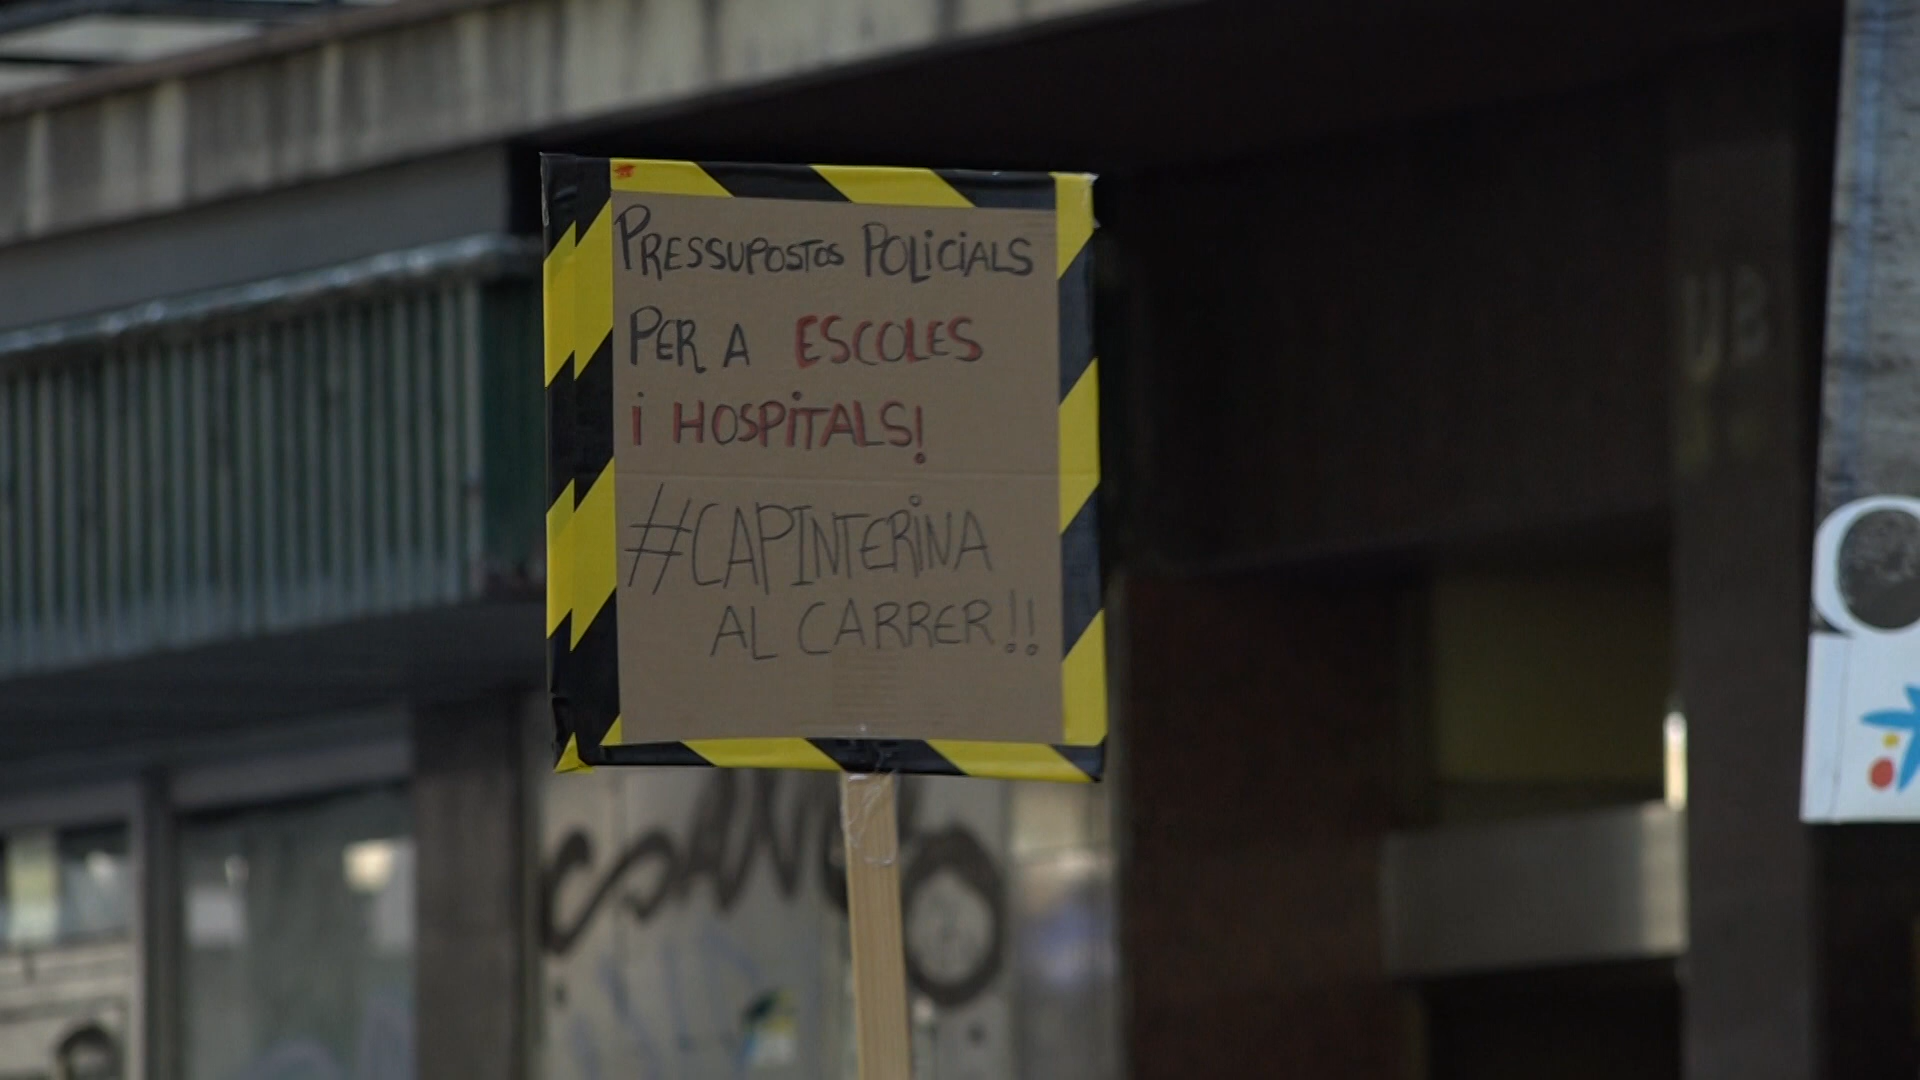 PRESSUPOSTOS POLICIALS
PER A ESCOLES
i HOSPITALS!
#CAPINTERINA
AL CARRER!!